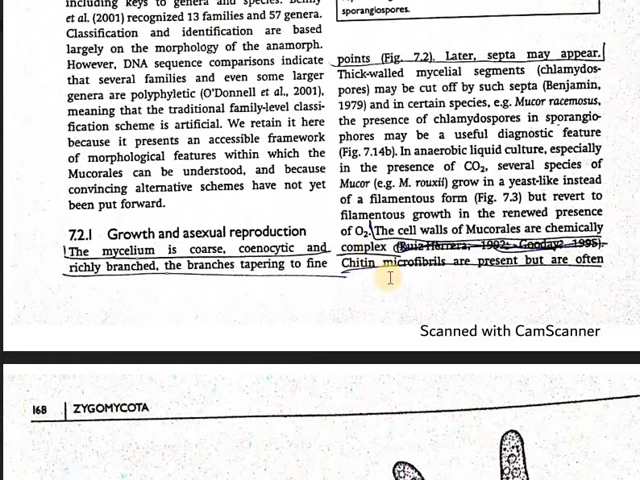 including keys to genera and species. Benny
et al. (2001) recognized 13 families and 57 genera.
Classification and identification are based
largely on the morphology of the anamorph.
However, DNA sequence comparisons indicate
that several families and even some larger
genera are polyphyletic (O'Donnell et al., 2001),
meaning that the traditional family-level classi-
fication scheme is artificial. We retain it here
because it presents an accessible framework
of morphological features within which the
Mucorales can be understood, and because
convincing alternative schemes have not yet
been put forward.
7.2.1 Growth and asexual reproduction
The mycelium is coarse, coenocytic and
richly branched, the branches tapering to fine
sporangiospores.
points (Fig. 7.2). Later, septa may appear.
Thick-walled mycelial segments (chlamydos-
pores) may be cut off by such septa (Benjamin,
1979) and in certain species, e.g. Mucor racemosus,
the presence of chlamydospores in sporangio-
phores may be a useful diagnostic feature
(Fig. 7.14b). In anaerobic liquid culture, especially
in the presence of CO₂, several species of
Mucor (e.g. M. rouxii) grow in a yeast-like instead
of a filamentous form (Fig. 7.3) but revert to
filamentous growth in the renewed presence
of O₂. The cell walls of Mucorales are chemically
complex (Ruiz-Herrera, 1992; Gooday, 1995).
Chitin microfibrils are present but are often
Scanned with CamScanner
168 ZYGOMYCOTA